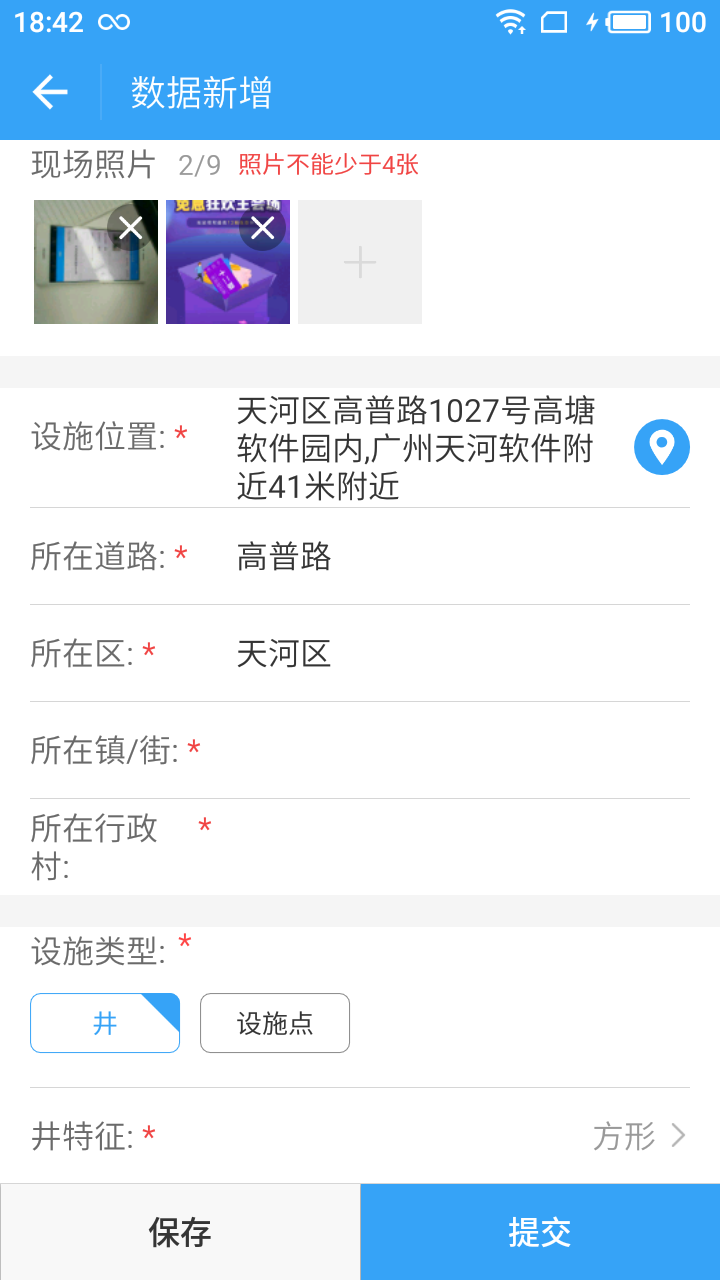 18:42
100
数据新增
现场照片 2/9 照片不能少于4张
设施位置: * 天河区高普路1027号高塘
软件园内,广州天河软件附
近41米附近
所在道路: * 高普路
所在区: * 天河区
所在镇/街: *
所在行政 *
村:
设施类型: *
井 设施点
井特征: * 方形
保存 提交